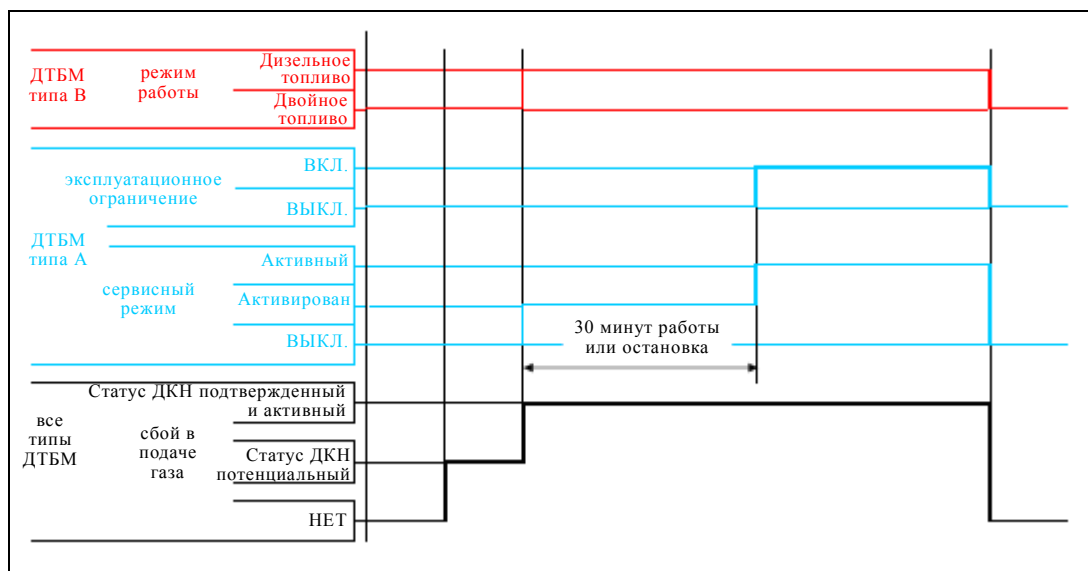 ДТБМ
типа В
режим
работы
Дизельное
топливо
Двойное
топливо
ДТБМ
типа А
эксплуатационное
ограничение
ВКЛ.
ВЫКЛ.
сервисный
режим
Активный
Активирован
ВЫКЛ.
30 минут работы
или остановка
все
типы
ДТБМ
сбой в
подаче
газа
Статус ДКН подтвержденный
и активный
Статус ДКН
потенциальный
НЕТ